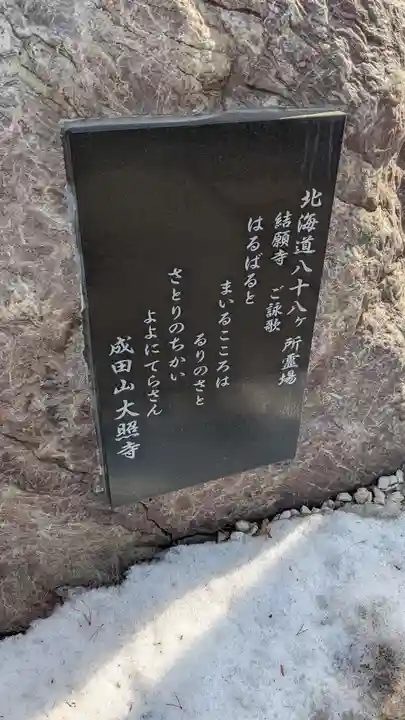 北海道八十八ヶ所霊場
結願寺 ご詠歌
はるばると
まいるこころは
るりのさと
さとりのちかい
よよにてらさん
成田山大照寺